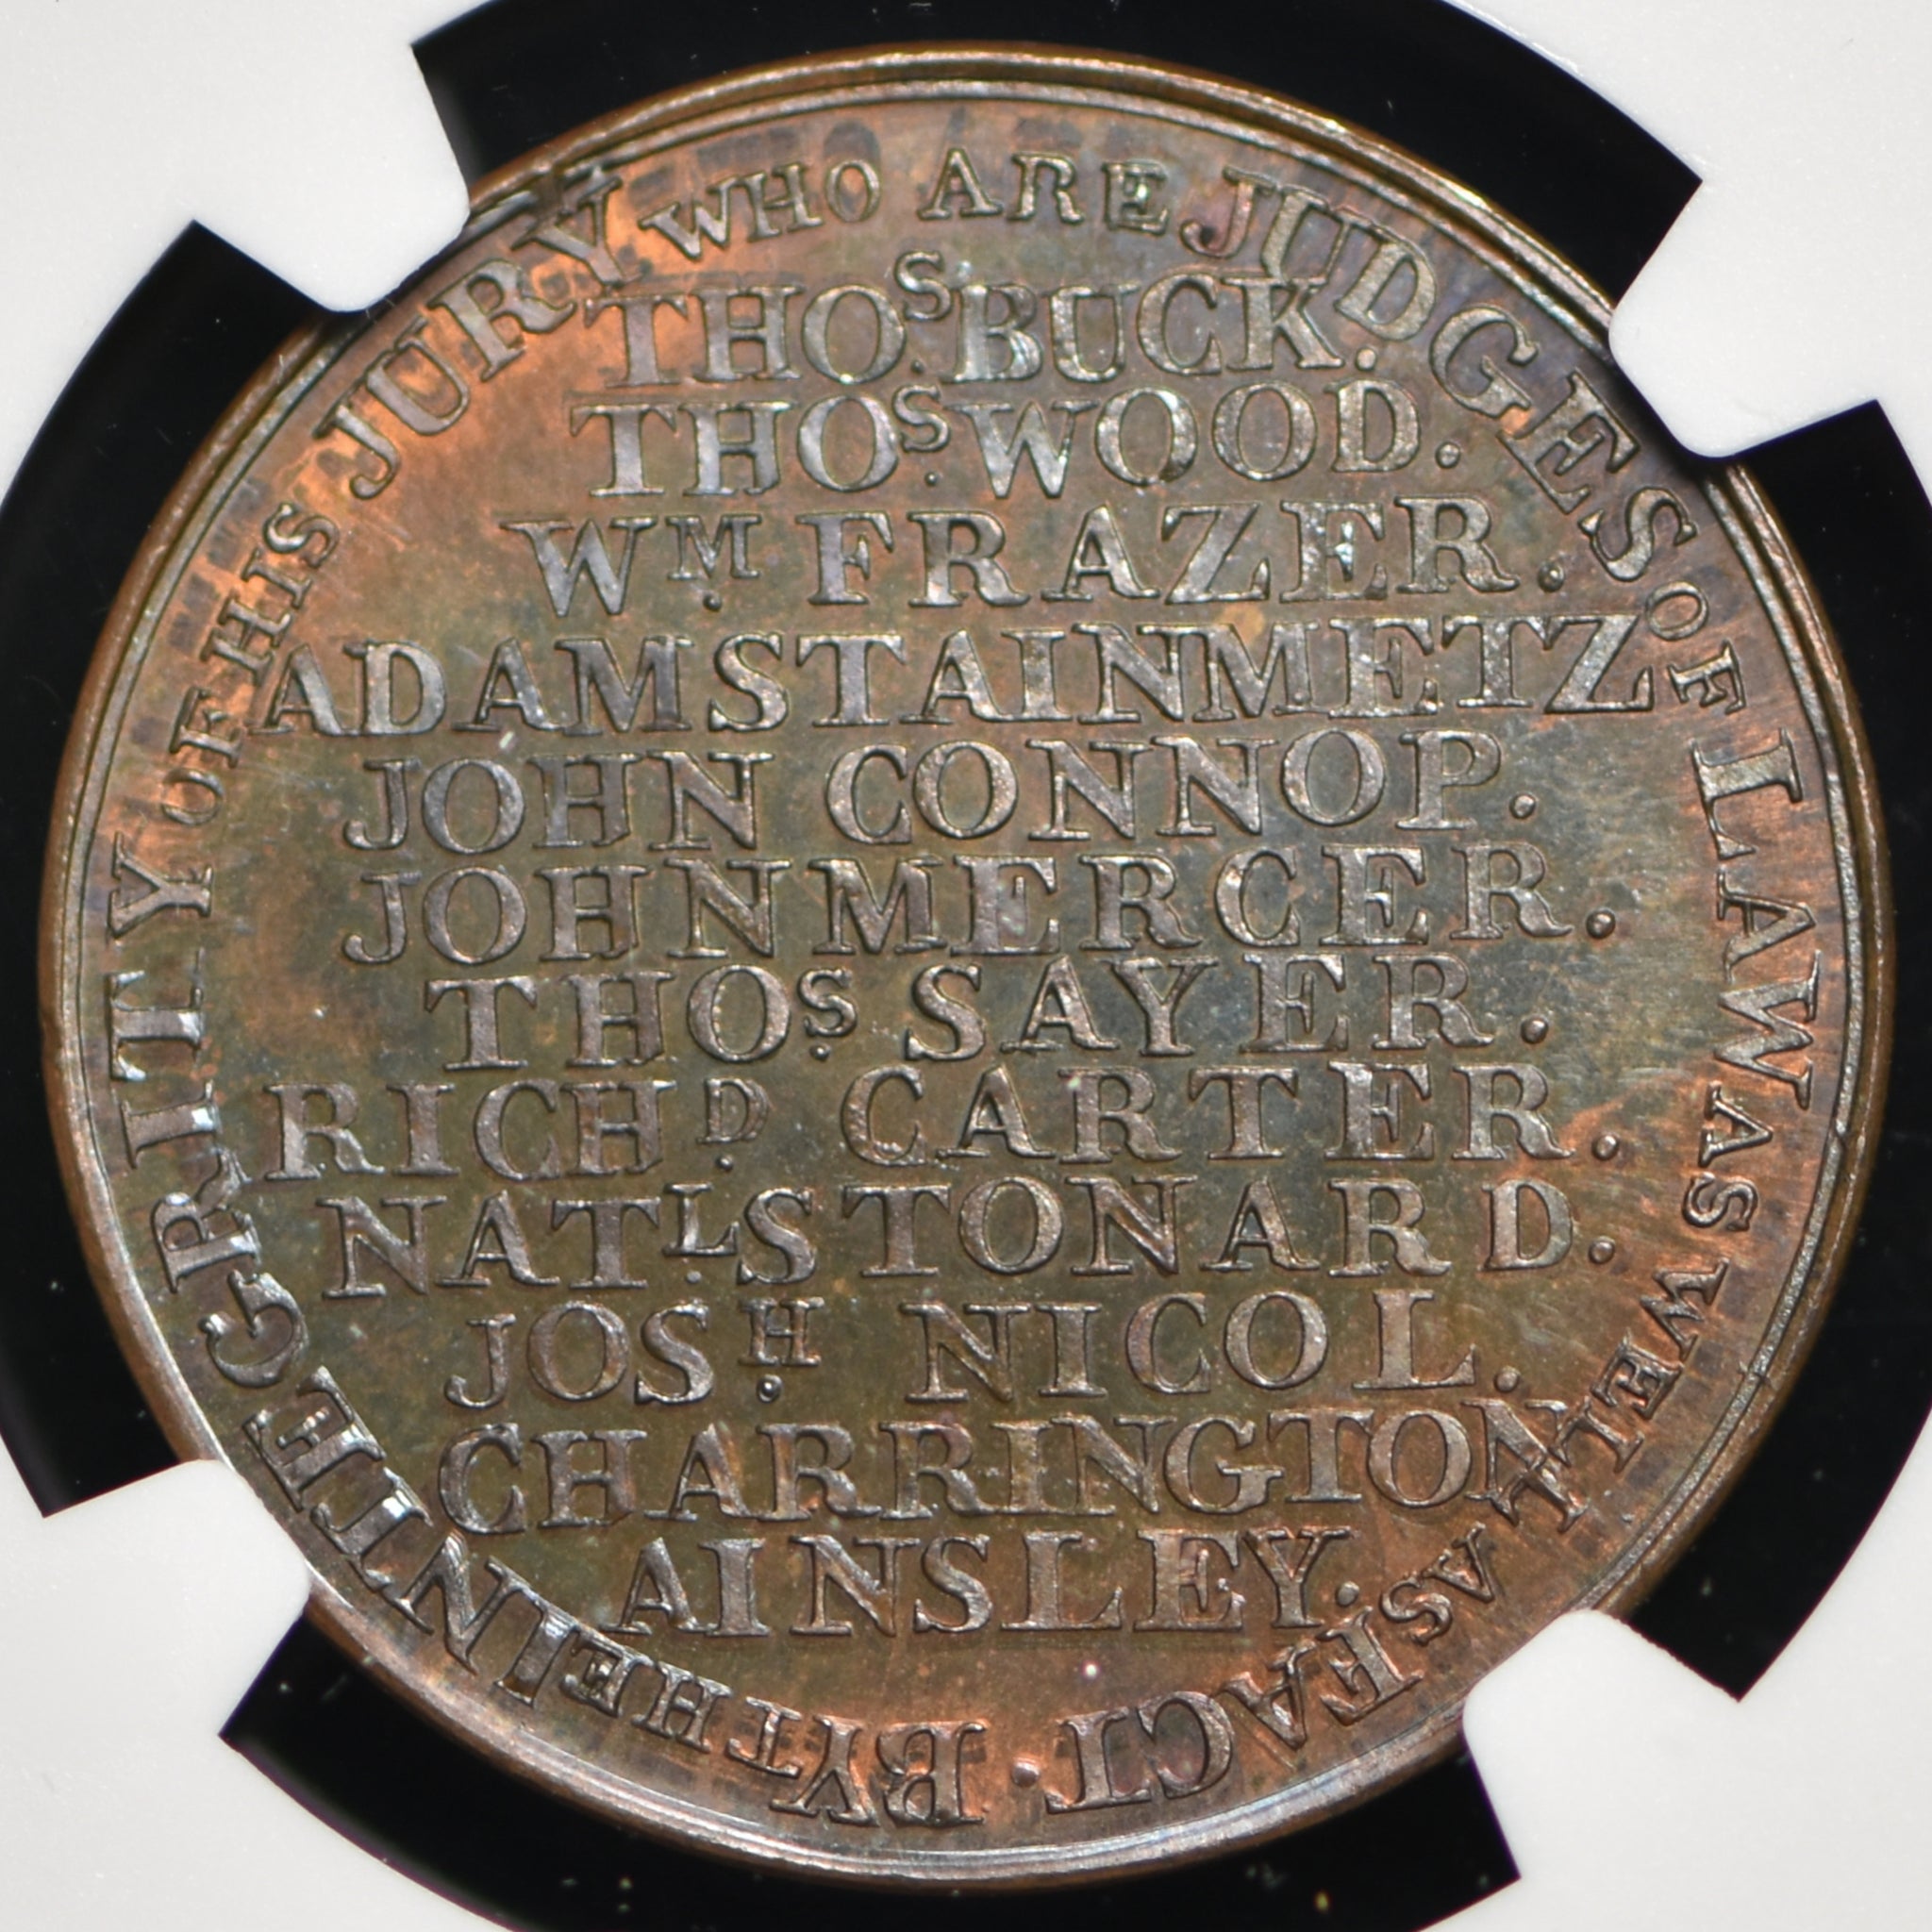 BY THE INTEGRITY OF HIS JURY WHO ARE JUDGES OF LAW AS WELL AS FACT ·
THOS. BUCK.
THOS. WOOD.
WM. FRAZER.
ADAM STAINMETZ
JOHN CONNOP.
JOHN MERCER.
THOS. SAYER.
RICHD. CARTER.
NATL. STONARD.
JOSH. NICOL.
CHARRINGTON
AINSLEY.